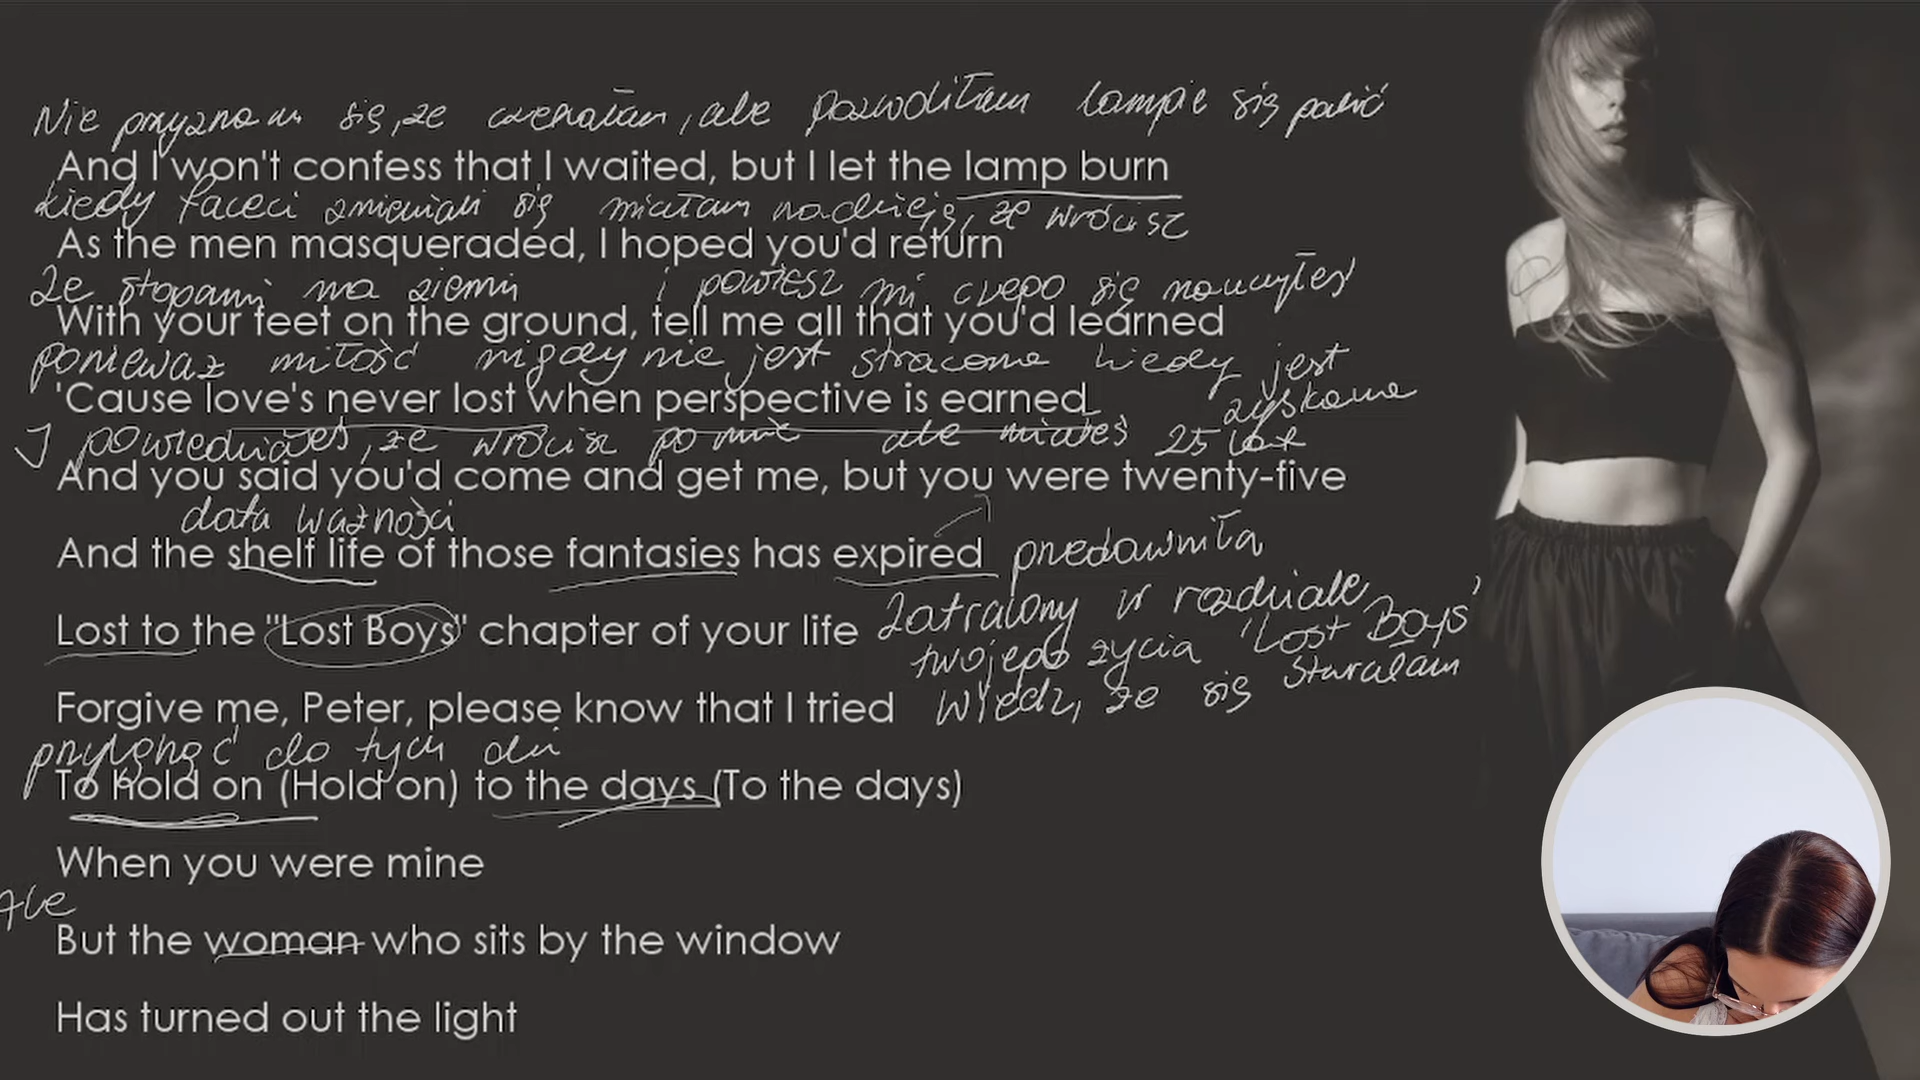 Nie przyznam się, że czekałam, ale pozwoliłam lampie się palić
And I won't confess that I waited, but I let the lamp burn
kiedy faceci zmieniali się miałam nadzieję, że wrócisz
As the men masqueraded, I hoped you'd return
Ze stopami na ziemi i powiesz mi czego się nauczyłeś
With your feet on the ground, tell me all that you'd learned
ponieważ miłość nigdy nie jest stracona kiedy jest
zyskane
'Cause love's never lost when perspective is earned
I powiedziałeś, że wrócisz po mnie ale miałeś 25 lat
And you said you'd come and get me, but you were twenty-five
data ważności
And the shelf life of those fantasies has expired przedawniła
Lost to the "Lost Boys" chapter of your life zatracony w rozdziale
twojego życia 'Lost Boys'
Forgive me, Peter, please know that I tried Wiedz, że się starałam
przylgnąć do tych dni
To hold on (Hold on) to the days (To the days)
When you were mine
Ale
But the woman who sits by the window
Has turned out the light